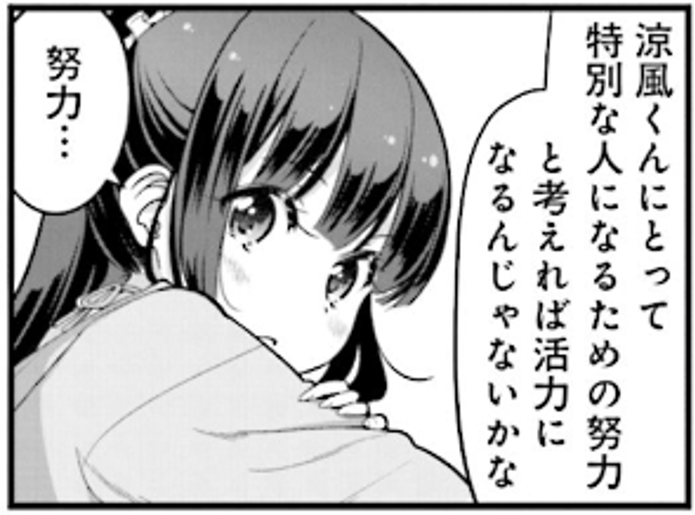 涼風くんにとって
特別な人になるための努力
と考えれば活力に
なるんじゃないかな
努力…